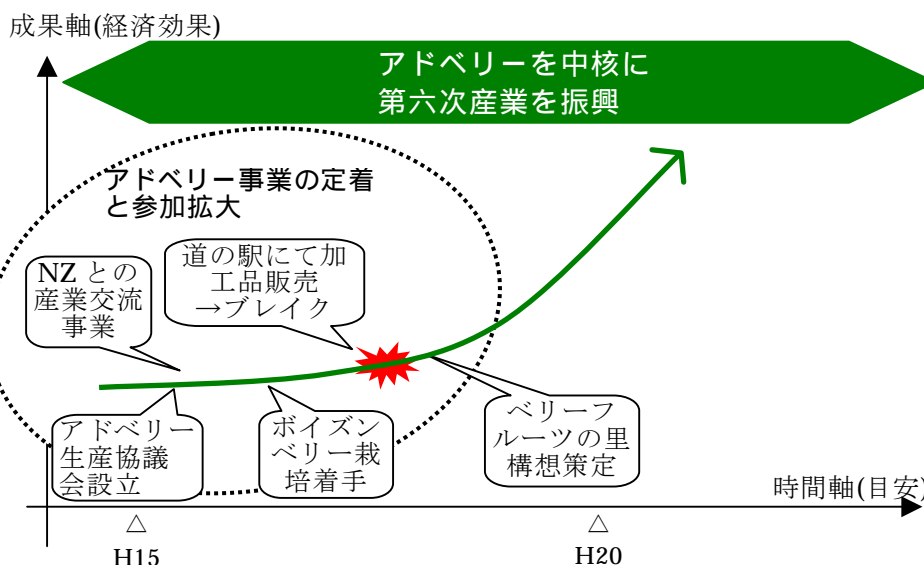 成果軸(経済効果)
アドベリーを中核に
第六次産業を振興
アドベリー事業の定着
と参加拡大
NZ との
産業交流
事業
道の駅にて加
工品販売
→ブレイク
アドベリー
生産協議
会設立
ボイズン
ベリー栽
培着手
ベリーフ
ルーツの里
構想策定
時間軸(目安)
△
H15
△
H20